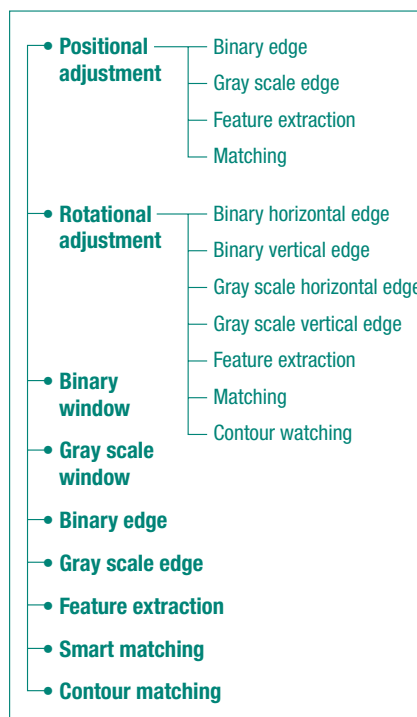 Positional
adjustment
Binary edge
Gray scale edge
Feature extraction
Matching
Rotational
adjustment
Binary horizontal edge
Binary vertical edge
Gray scale horizontal edge
Gray scale vertical edge
Feature extraction
Matching
Contour watching
Binary
window
Gray scale
window
Binary edge
Gray scale edge
Feature extraction
Smart matching
Contour matching